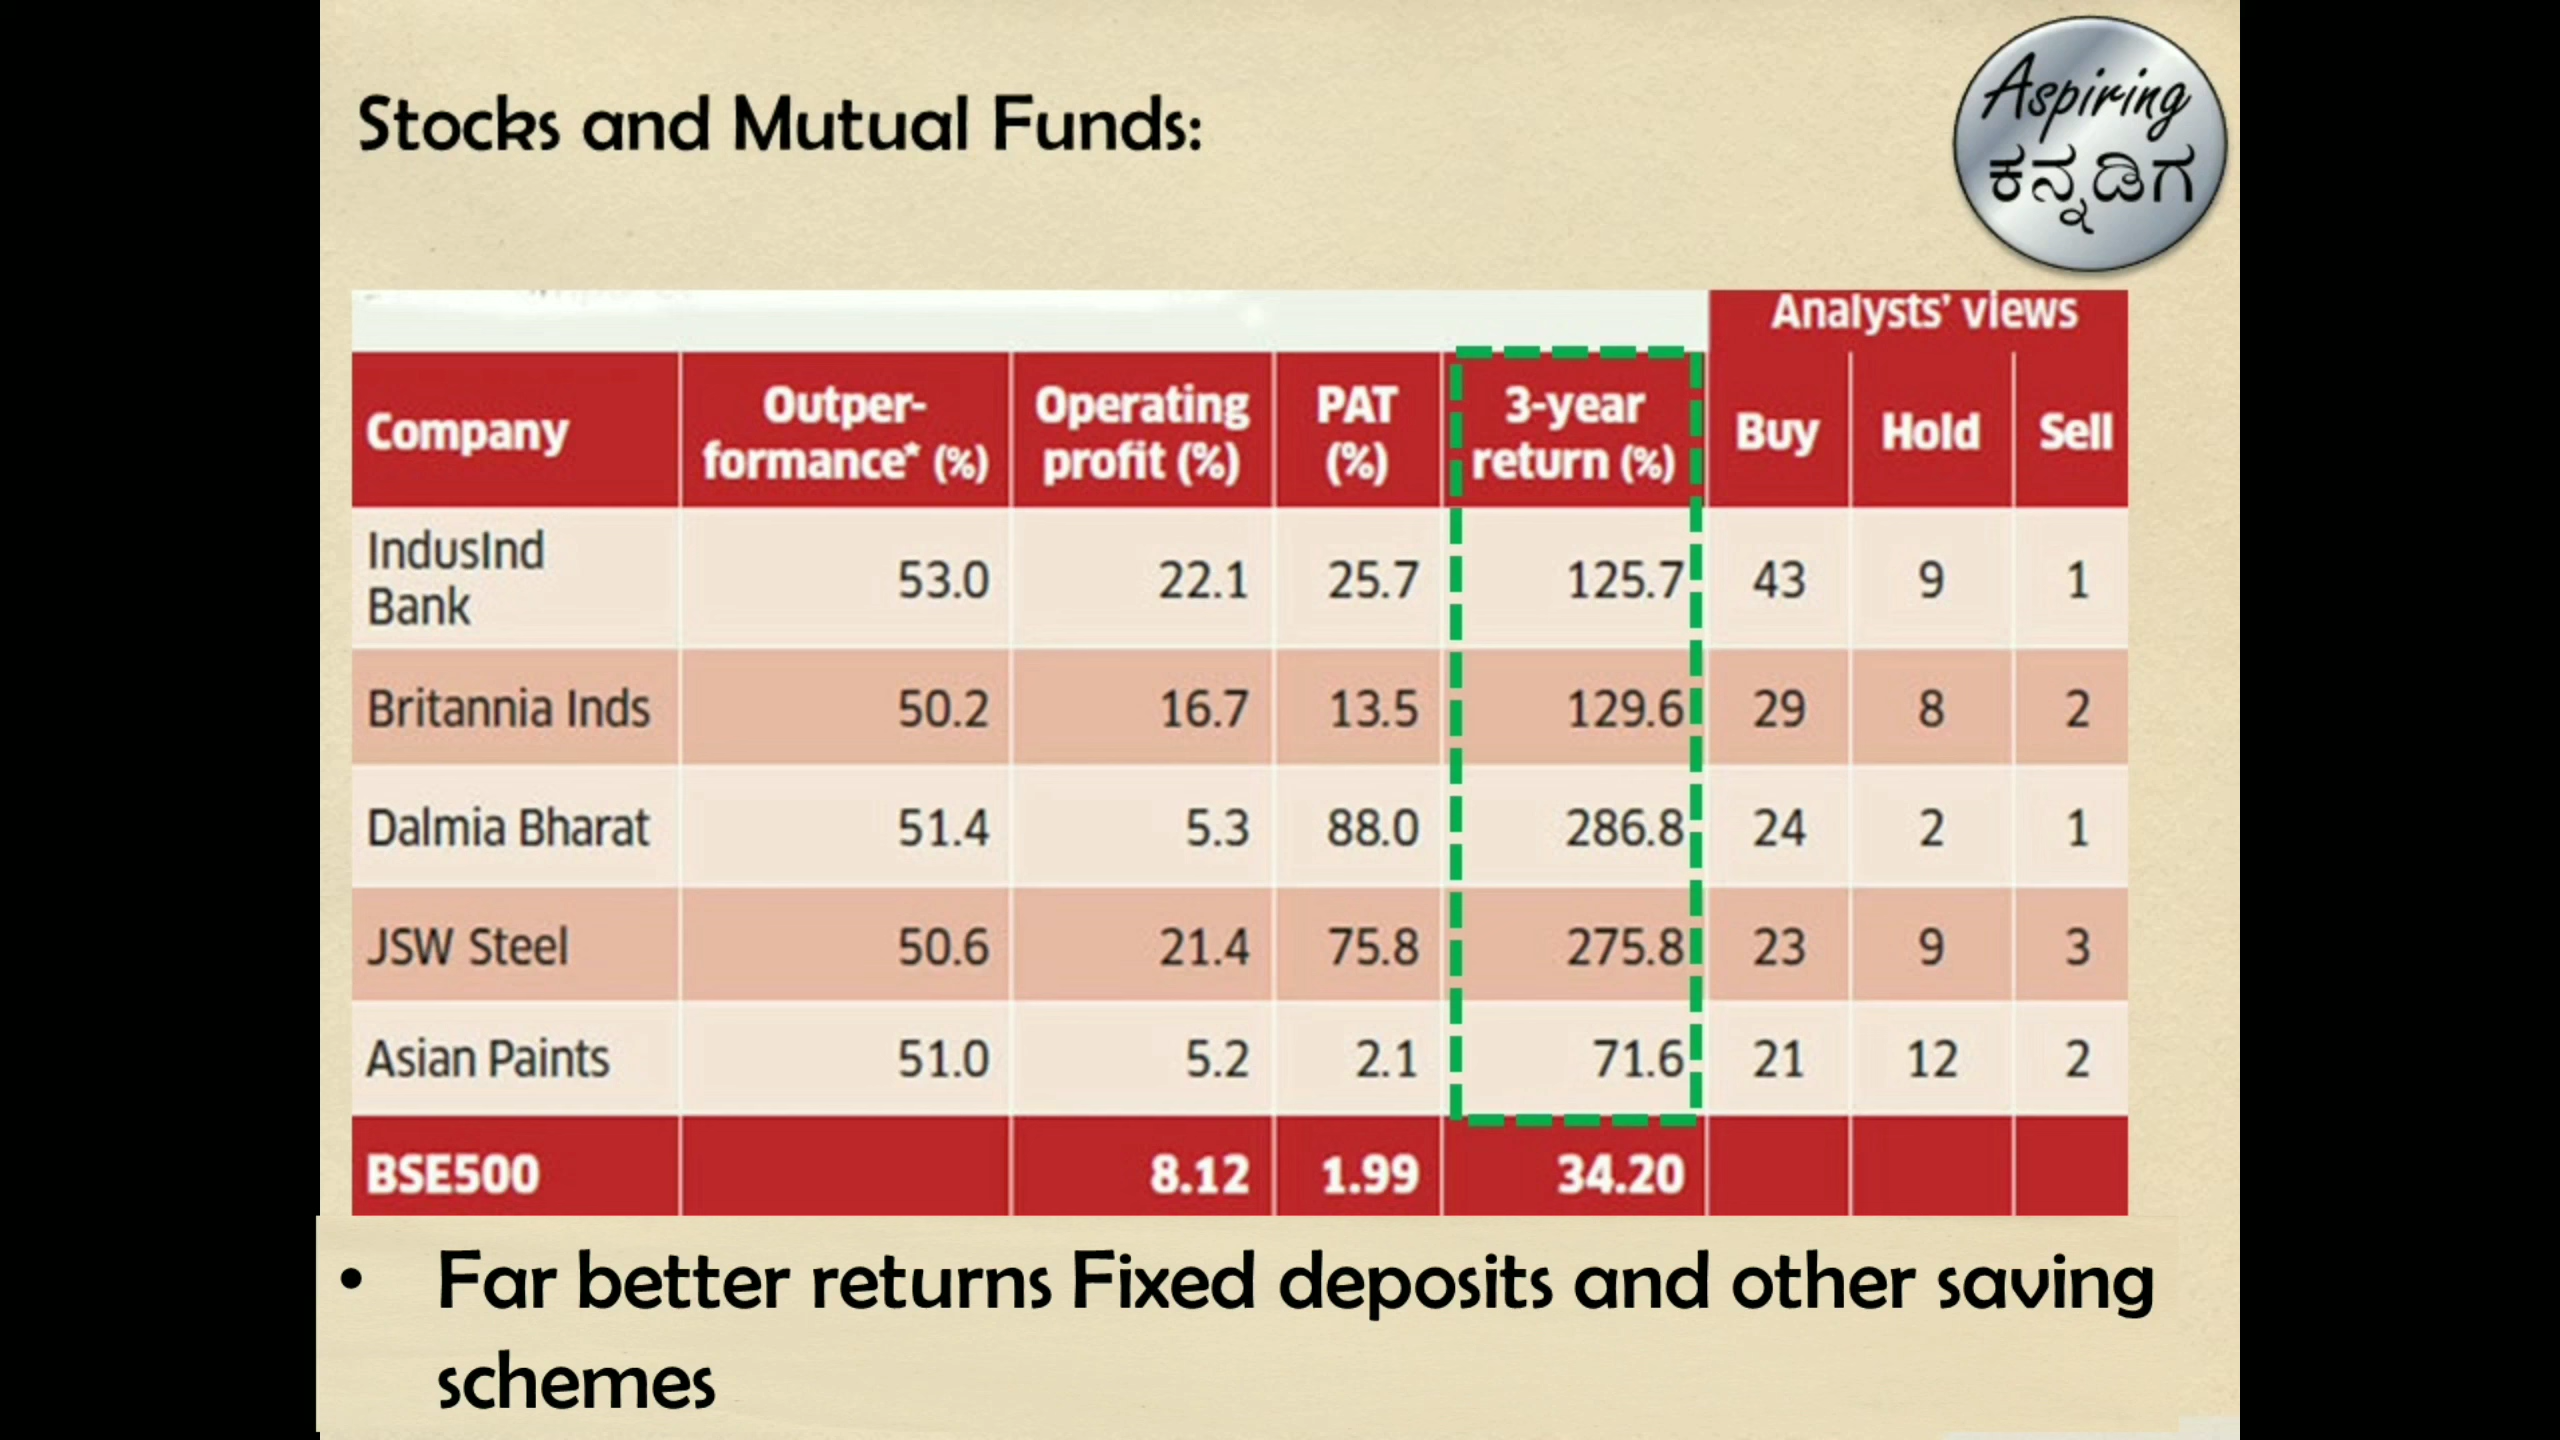 Stocks and Mutual Funds:
Aspiring
ಕನ್ನಡಿಗ
Analysts' views
Company Outper-formance* (%) Operating profit (%) PAT (%) 3-year return (%) Buy Hold Sell
IndusInd Bank 53.0 22.1 25.7 125.7 43 9 1
Britannia Inds 50.2 16.7 13.5 129.6 29 8 2
Dalmia Bharat 51.4 5.3 88.0 286.8 24 2 1
JSW Steel 50.6 21.4 75.8 275.8 23 9 3
Asian Paints 51.0 5.2 2.1 71.6 21 12 2
BSE500 8.12 1.99 34.20
• Far better returns Fixed deposits and other saving
schemes